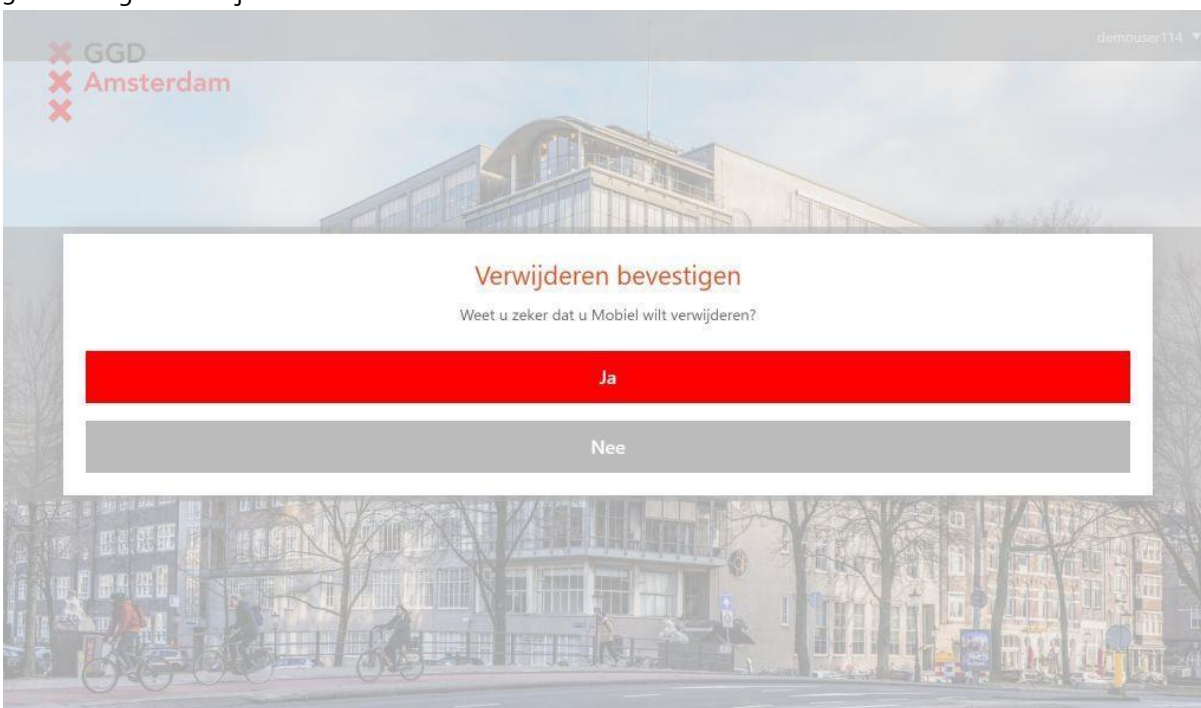 demouser114
GGD
Amsterdam
Verwijderen bevestigen
Weet u zeker dat u Mobiel wilt verwijderen?
Ja
Nee